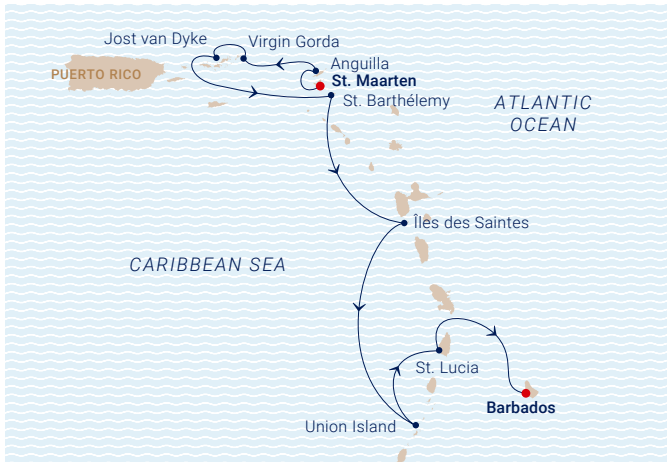 Jost van Dyke
Virgin Gorda
Anguilla
PUERTO RICO
St. Maarten
St. Barthélemy
ATLANTIC
OCEAN
Îles des Saintes
CARIBBEAN SEA
St. Lucia
Barbados
Union Island